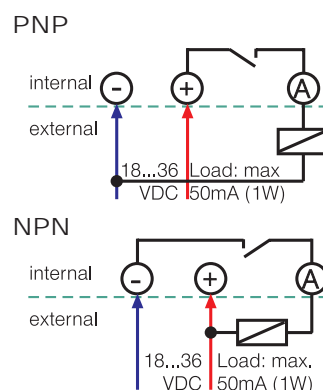 PNP
internal - + A
external
18...36 Load: max
VDC 50mA (1W)
NPN
internal - + A
external
18...36 Load: max.
VDC 50mA (1W)